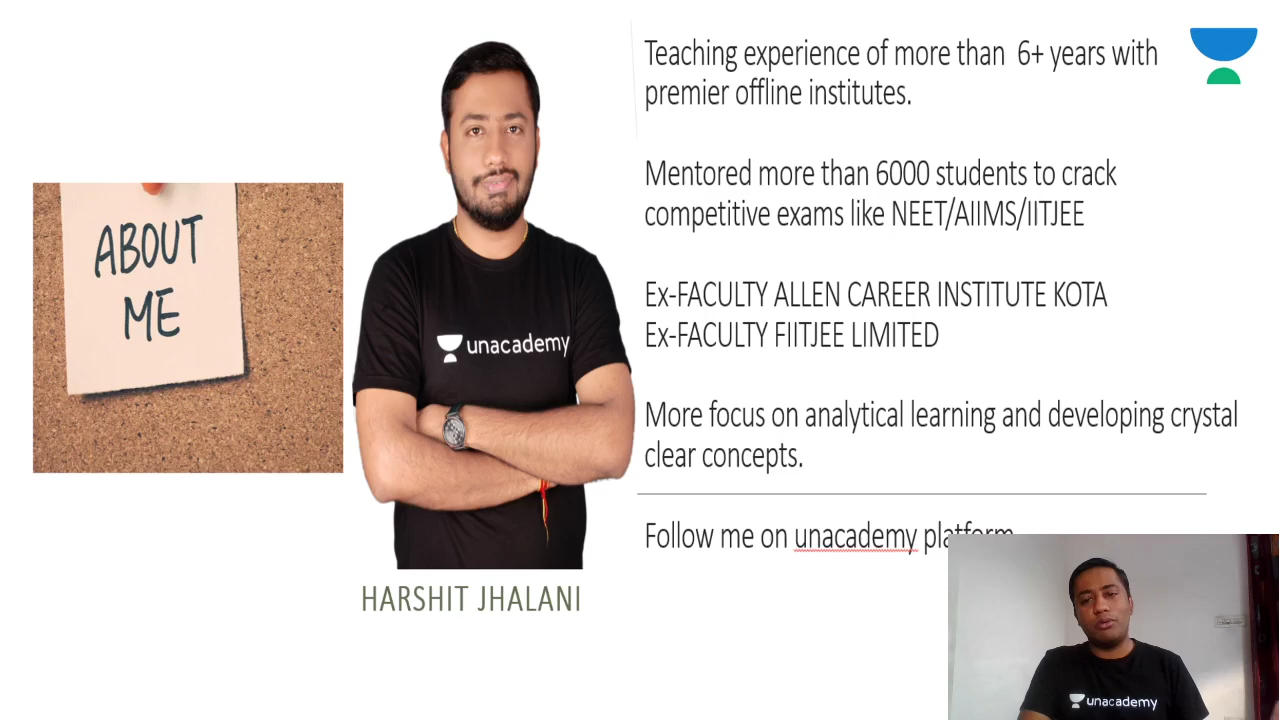 Teaching experience of more than 6+ years with
premier offline institutes.
Mentored more than 6000 students to crack
competitive exams like NEET/AIIMS/IITJEE
Ex-FACULTY ALLEN CAREER INSTITUTE KOTA
Ex-FACULTY FIITJEE LIMITED
More focus on analytical learning and developing crystal
clear concepts.
Follow me on unacademy platform
ABOUT
ME
unacademy
HARSHIT JHALANI
unacademy